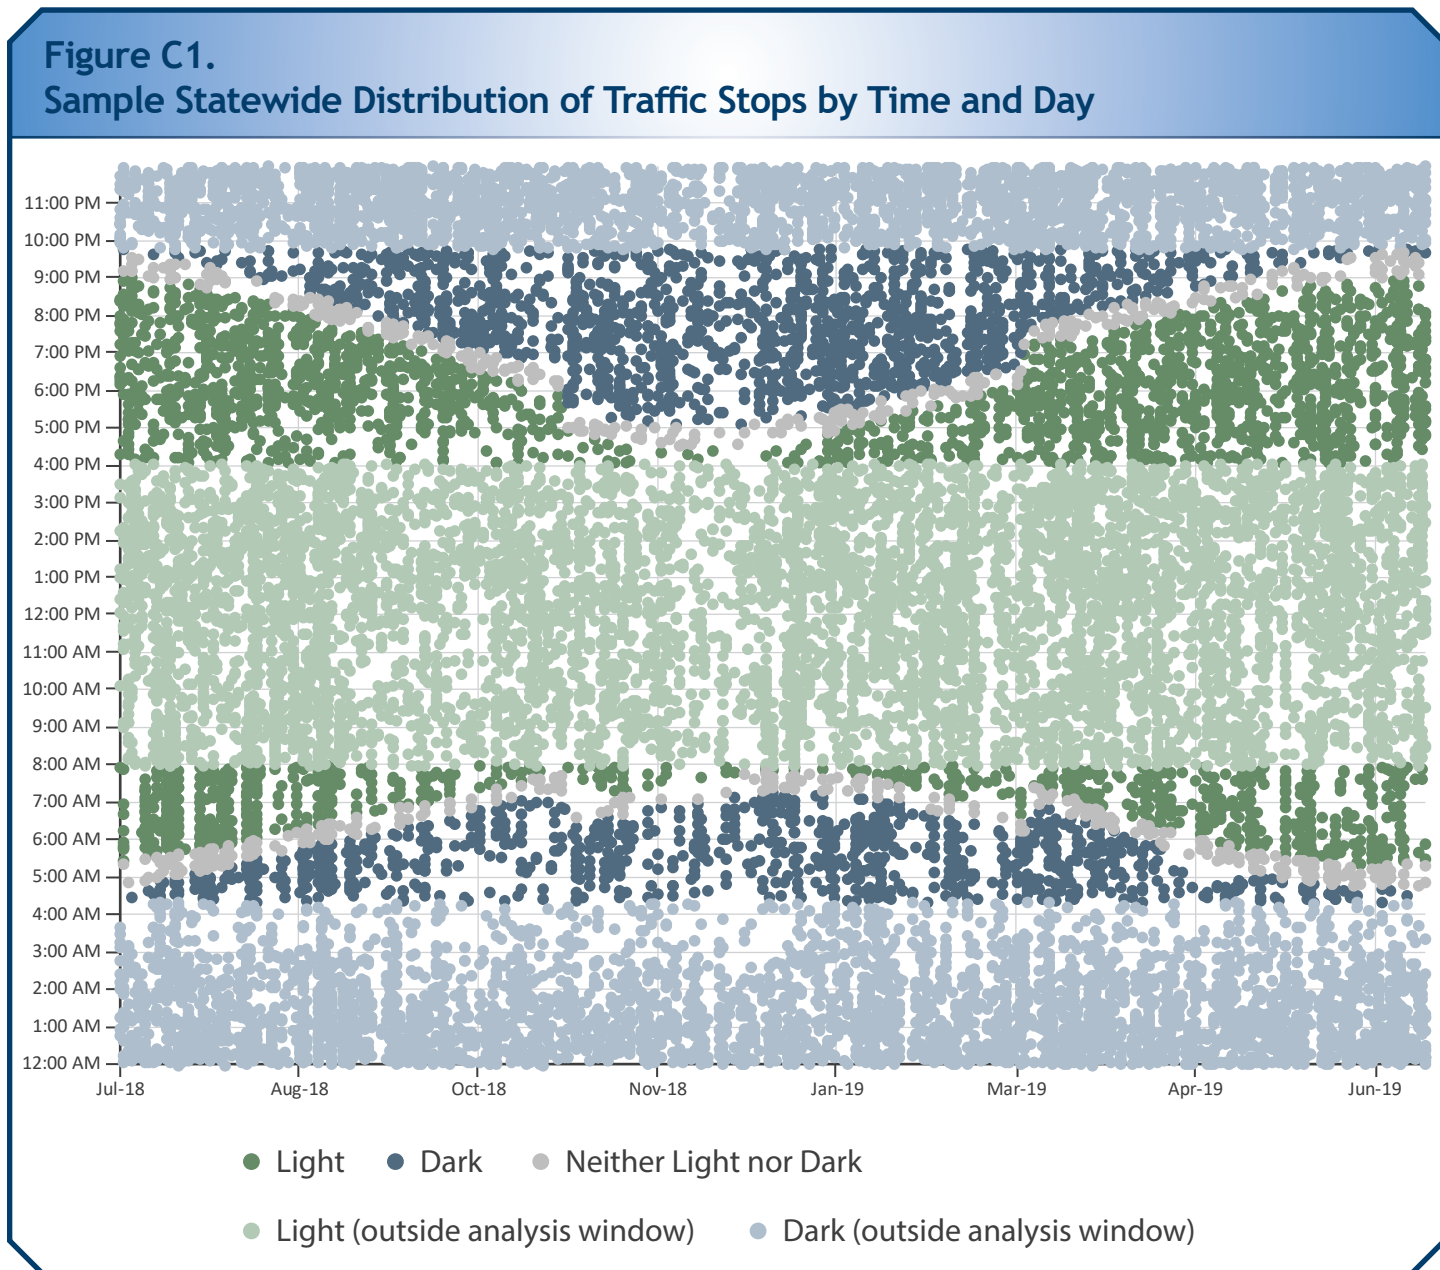 Figure C1.
Sample Statewide Distribution of Traffic Stops by Time and Day
11:00 PM
10:00 PM
9:00 PM
8:00 PM
7:00 PM
6:00 PM
5:00 PM
4:00 PM
3:00 PM
2:00 PM
1:00 PM
12:00 PM
11:00 AM
10:00 AM
9:00 AM
8:00 AM
7:00 AM
6:00 AM
5:00 AM
4:00 AM
3:00 AM
2:00 AM
1:00 AM
12:00 AM
Jul-18 Aug-18 Oct-18 Nov-18 Jan-19 Mar-19 Apr-19 Jun-19
Light Dark Neither Light nor Dark
Light (outside analysis window) Dark (outside analysis window)